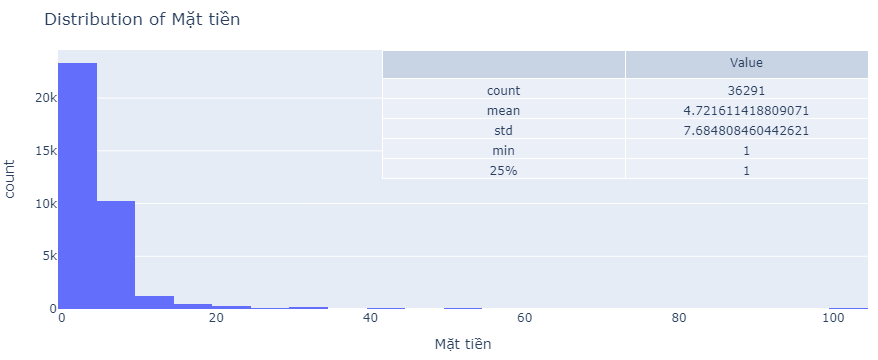 Distribution of Mặt tiền
Value
count 36291
mean 4.721611418809071
std 7.684808460442621
min 1
25% 1
20k
15k
10k
5k
0
count
0 20 40 60 80 100
Mặt tiền